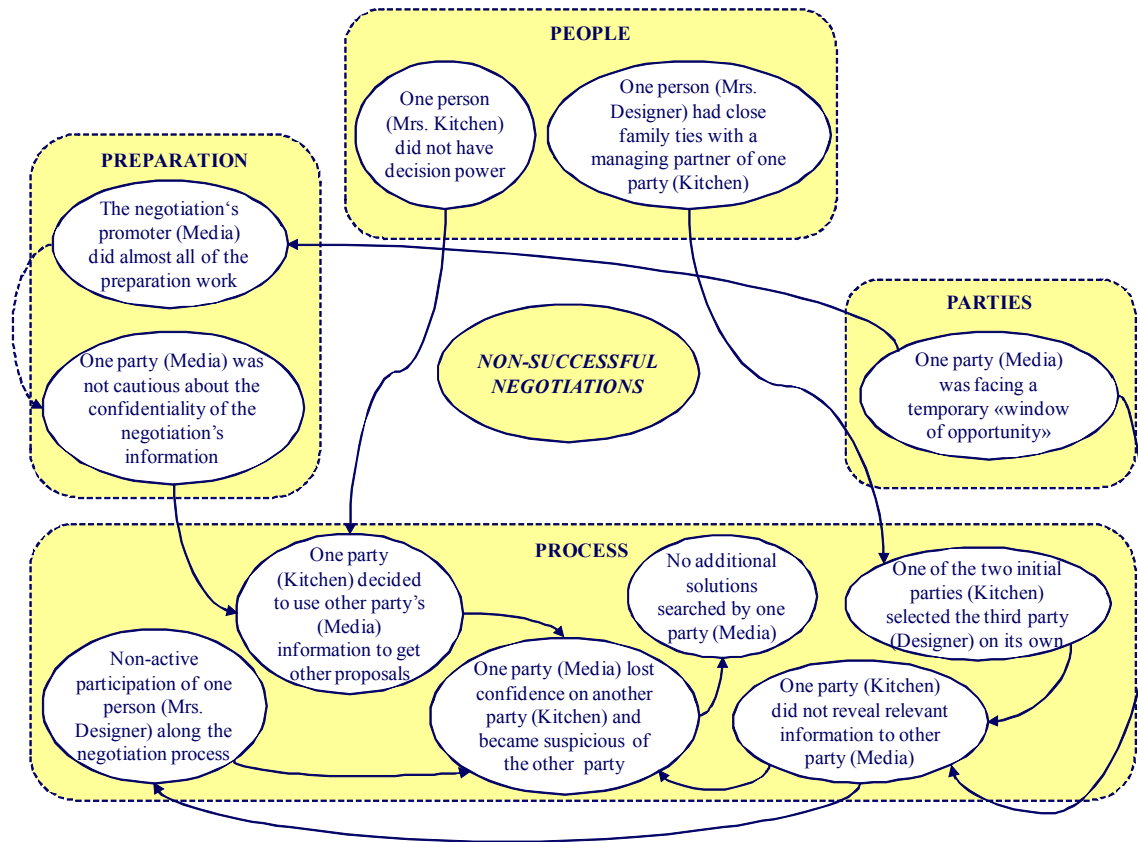 PEOPLE
One person
(Mrs. Kitchen)
did not have
decision power
One person (Mrs.
Designer) had close
family ties with a
managing partner of one
party (Kitchen)
PREPARATION
The negotiation‘s
promoter (Media)
did almost all of the
preparation work
One party (Media) was
not cautious about the
confidentiality of the
negotiation’s
information
NON-SUCCESSFUL
NEGOTIATIONS
PARTIES
One party (Media)
was facing a
temporary «window
of opportunity»
PROCESS
One party
(Kitchen) decided
to use other party’s
(Media)
information to get
other proposals
No additional
solutions
searched by one
party (Media)
One of the two initial
parties (Kitchen)
selected the third party
(Designer) on its own
Non-active
participation of one
person (Mrs.
Designer) along the
negotiation process
One party (Media) lost
confidence on another
party (Kitchen) and
became suspicious of
the other party
One party (Kitchen)
did not reveal relevant
information to other
party (Media)